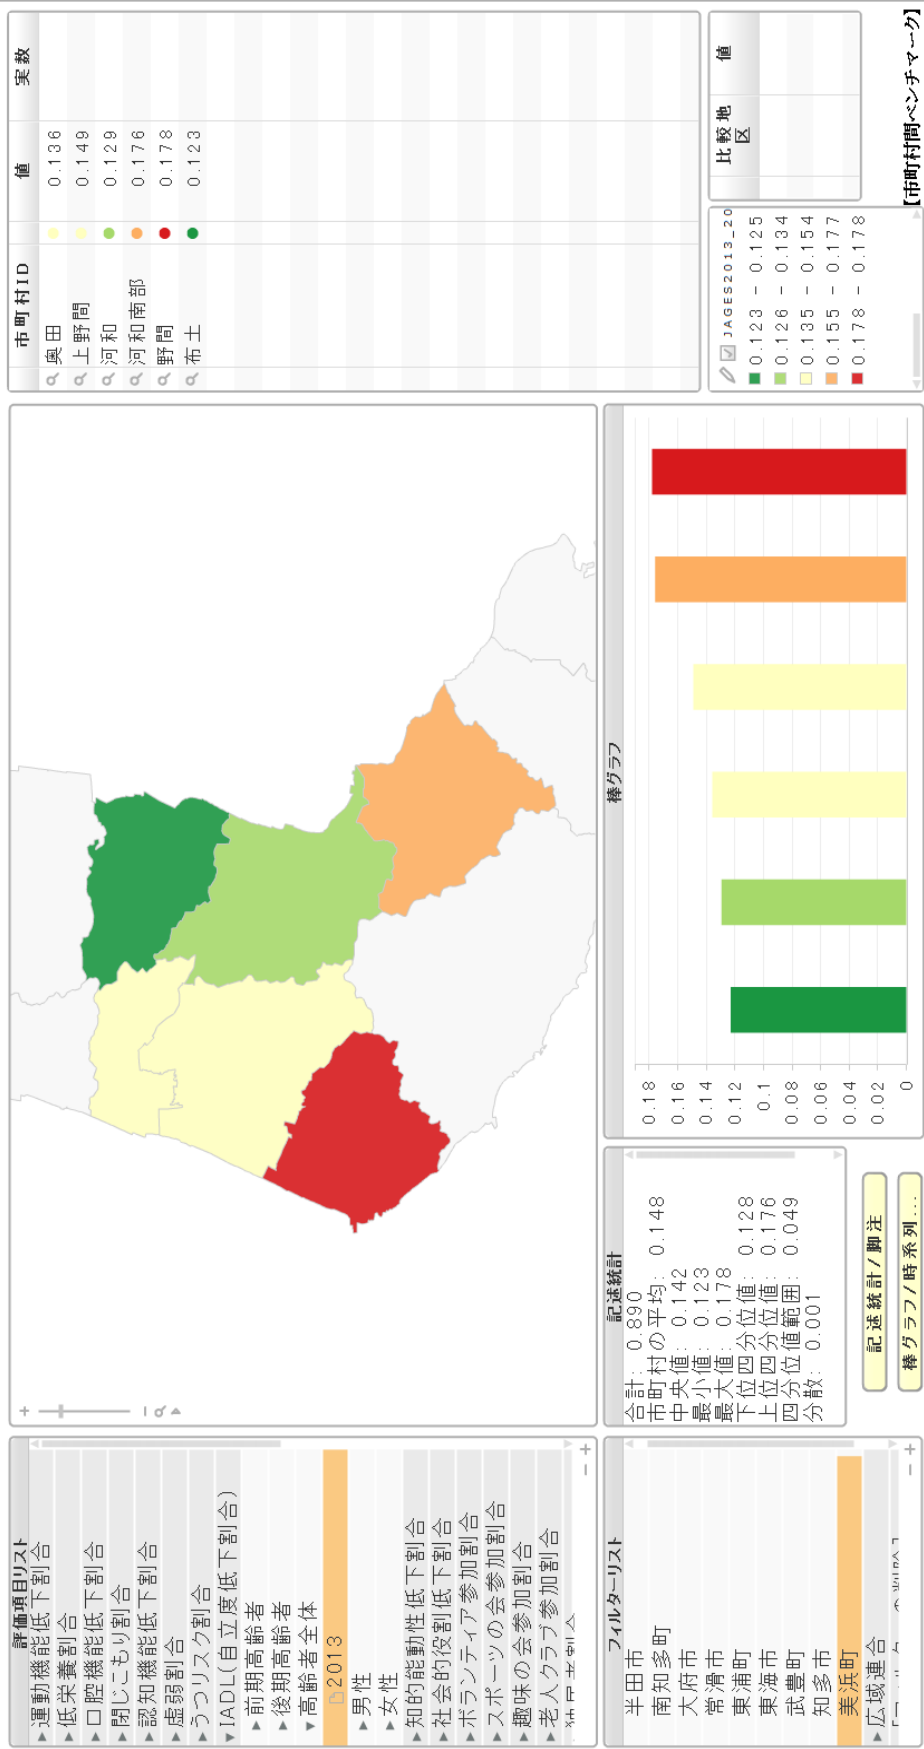 評価項目リスト
▶運動機能低下割合
▶低栄養割合
▶口腔機能低下割合
▶閉じこもり割合
▶認知機能低下割合
▶虚弱割合
▶うつリスク割合
▼IADL(自立度低下割合)
▶前期高齢者
▶後期高齢者
▼高齢者全体
2013
▶男性
▶女性
▶知的能動性低下割合
▶社会的役割低下割合
▶ボランティア参加割合
▶スポーツの会参加割合
▶趣味の会参加割合
▶老人クラブ参加割合
フィルターリスト
半田市
南知多町
大府市
常滑市
東浦町
東海市
武豊町
知多市
美浜町
▶広域連合
記述統計
合計: 0.890
市町村の平均: 0.148
中央値: 0.142
最小値: 0.123
最大値: 0.178
下位四分位値: 0.128
上位四分位値: 0.176
四分位値範囲: 0.049
分散: 0.001
記述統計/脚注
棒グラフ/時系列...
棒グラフ
0.18
0.16
0.14
0.12
0.1
0.08
0.06
0.04
0.02
0
市町村ID 値 実数
奥田 0.136
上野間 0.149
河和 0.129
河和南部 0.176
野間 0.178
布土 0.123
JAGES2013_20
0.123 - 0.125
0.126 - 0.134
0.135 - 0.154
0.155 - 0.177
0.178 - 0.178
比較地区 値
【市町村間ベンチマーク】